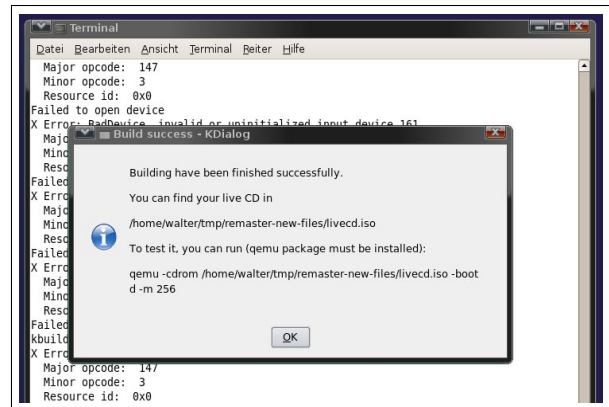 Terminal
Datei Bearbeiten Ansicht Terminal Reiter Hilfe
Major opcode: 147
Minor opcode: 3
Resource id: 0x0
Failed to open device
X Error: BadDevice, invalid or uninitialized input device 161
Build success - KDialog
Majo
Mino
Reso
Failed
X Erro
Majo
Mino
Reso
Failed
X Erro
Majo
Mino
Reso
Failed
kbuild
X Erro
Building have been finished successfully.
You can find your live CD in
/home/walter/tmp/remaster-new-files/livecd.iso
To test it, you can run (qemu package must be installed):
qemu -cdrom /home/walter/tmp/remaster-new-files/livecd.iso -boot
d -m 256
OK
Major opcode: 147
Minor opcode: 3
Resource id: 0x0